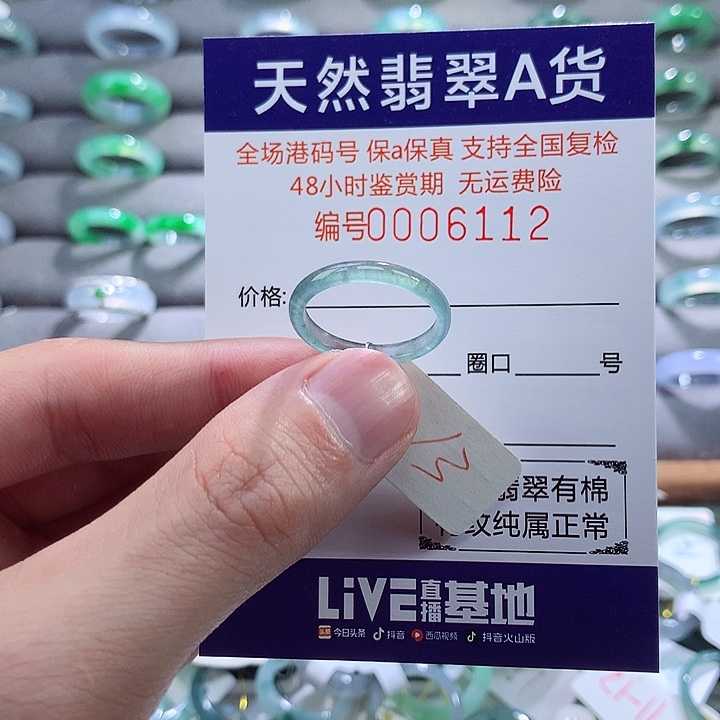 天然翡翠A货
全场港码号 保a保真 支持全国复检
48小时鉴赏期 无运费险
编号0006112
价格:
圈口 号
翡翠有棉
纹纯属正常
LiVE直播基地
头条 今日头条 抖音 西瓜视频 抖音火山版